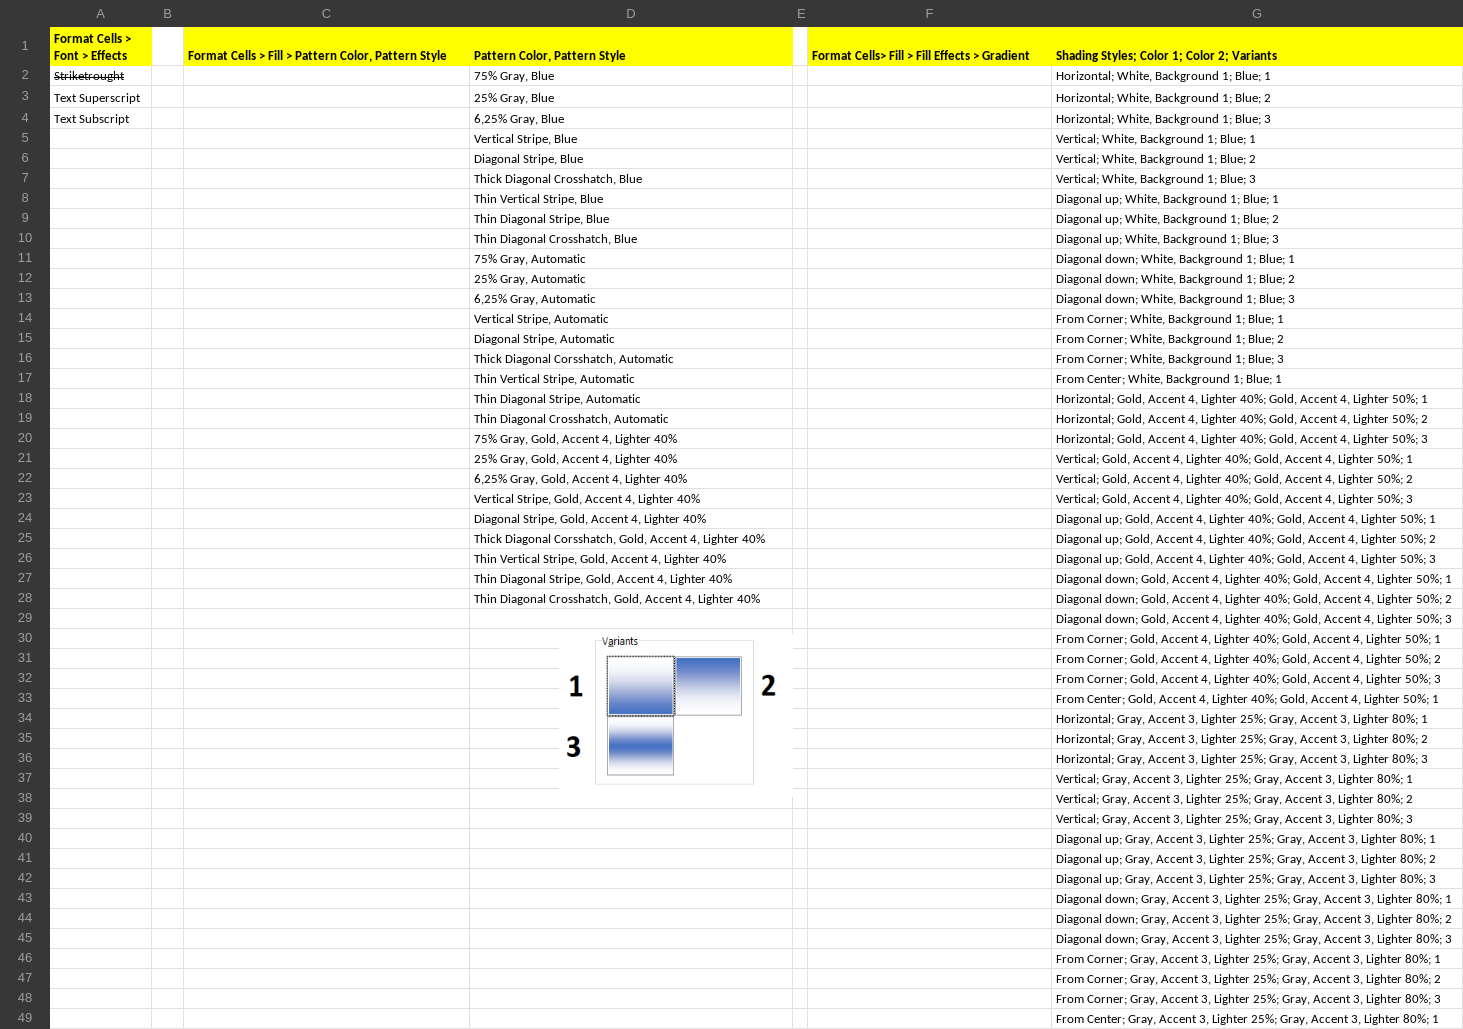 A B C D E F G
1 Format Cells > Font > Effects Format Cells > Fill > Pattern Color, Pattern Style Pattern Color, Pattern Style Format Cells> Fill > Fill Effects > Gradient Shading Styles; Color 1; Color 2; Variants
2 Striketrought 75% Gray, Blue Horizontal; White, Background 1; Blue; 1
3 Text Superscript 25% Gray, Blue Horizontal; White, Background 1; Blue; 2
4 Text Subscript 6,25% Gray, Blue Horizontal; White, Background 1; Blue; 3
5 Vertical Stripe, Blue Vertical; White, Background 1; Blue; 1
6 Diagonal Stripe, Blue Vertical; White, Background 1; Blue; 2
7 Thick Diagonal Crosshatch, Blue Vertical; White, Background 1; Blue; 3
8 Thin Vertical Stripe, Blue Diagonal up; White, Background 1; Blue; 1
9 Thin Diagonal Stripe, Blue Diagonal up; White, Background 1; Blue; 2
10 Thin Diagonal Crosshatch, Blue Diagonal up; White, Background 1; Blue; 3
11 75% Gray, Automatic Diagonal down; White, Background 1; Blue; 1
12 25% Gray, Automatic Diagonal down; White, Background 1; Blue; 2
13 6,25% Gray, Automatic Diagonal down; White, Background 1; Blue; 3
14 Vertical Stripe, Automatic From Corner; White, Background 1; Blue; 1
15 Diagonal Stripe, Automatic From Corner; White, Background 1; Blue; 2
16 Thick Diagonal Corsshatch, Automatic From Corner; White, Background 1; Blue; 3
17 Thin Vertical Stripe, Automatic From Center; White, Background 1; Blue; 1
18 Thin Diagonal Stripe, Automatic Horizontal; Gold, Accent 4, Lighter 40%; Gold, Accent 4, Lighter 50%; 1
19 Thin Diagonal Crosshatch, Automatic Horizontal; Gold, Accent 4, Lighter 40%; Gold, Accent 4, Lighter 50%; 2
20 75% Gray, Gold, Accent 4, Lighter 40% Horizontal; Gold, Accent 4, Lighter 40%; Gold, Accent 4, Lighter 50%; 3
21 25% Gray, Gold, Accent 4, Lighter 40% Vertical; Gold, Accent 4, Lighter 40%; Gold, Accent 4, Lighter 50%; 1
22 6,25% Gray, Gold, Accent 4, Lighter 40% Vertical; Gold, Accent 4, Lighter 40%; Gold, Accent 4, Lighter 50%; 2
23 Vertical Stripe, Gold, Accent 4, Lighter 40% Vertical; Gold, Accent 4, Lighter 40%; Gold, Accent 4, Lighter 50%; 3
24 Diagonal Stripe, Gold, Accent 4, Lighter 40% Diagonal up; Gold, Accent 4, Lighter 40%; Gold, Accent 4, Lighter 50%; 1
25 Thick Diagonal Corsshatch, Gold, Accent 4, Lighter 40% Diagonal up; Gold, Accent 4, Lighter 40%; Gold, Accent 4, Lighter 50%; 2
26 Thin Vertical Stripe, Gold, Accent 4, Lighter 40% Diagonal up; Gold, Accent 4, Lighter 40%; Gold, Accent 4, Lighter 50%; 3
27 Thin Diagonal Stripe, Gold, Accent 4, Lighter 40% Diagonal down; Gold, Accent 4, Lighter 40%; Gold, Accent 4, Lighter 50%; 1
28 Thin Diagonal Crosshatch, Gold, Accent 4, Lighter 40% Diagonal down; Gold, Accent 4, Lighter 40%; Gold, Accent 4, Lighter 50%; 2
29 Diagonal down; Gold, Accent 4, Lighter 40%; Gold, Accent 4, Lighter 50%; 3
30 Variants From Corner; Gold, Accent 4, Lighter 40%; Gold, Accent 4, Lighter 50%; 1
31 From Corner; Gold, Accent 4, Lighter 40%; Gold, Accent 4, Lighter 50%; 2
32 1 2 From Corner; Gold, Accent 4, Lighter 40%; Gold, Accent 4, Lighter 50%; 3
33 From Center; Gold, Accent 4, Lighter 40%; Gold, Accent 4, Lighter 50%; 1
34 Horizontal; Gray, Accent 3, Lighter 25%; Gray, Accent 3, Lighter 80%; 1
35 3 Horizontal; Gray, Accent 3, Lighter 25%; Gray, Accent 3, Lighter 80%; 2
36 Horizontal; Gray, Accent 3, Lighter 25%; Gray, Accent 3, Lighter 80%; 3
37 Vertical; Gray, Accent 3, Lighter 25%; Gray, Accent 3, Lighter 80%; 1
38 Vertical; Gray, Accent 3, Lighter 25%; Gray, Accent 3, Lighter 80%; 2
39 Vertical; Gray, Accent 3, Lighter 25%; Gray, Accent 3, Lighter 80%; 3
40 Diagonal up; Gray, Accent 3, Lighter 25%; Gray, Accent 3, Lighter 80%; 1
41 Diagonal up; Gray, Accent 3, Lighter 25%; Gray, Accent 3, Lighter 80%; 2
42 Diagonal up; Gray, Accent 3, Lighter 25%; Gray, Accent 3, Lighter 80%; 3
43 Diagonal down; Gray, Accent 3, Lighter 25%; Gray, Accent 3, Lighter 80%; 1
44 Diagonal down; Gray, Accent 3, Lighter 25%; Gray, Accent 3, Lighter 80%; 2
45 Diagonal down; Gray, Accent 3, Lighter 25%; Gray, Accent 3, Lighter 80%; 3
46 From Corner; Gray, Accent 3, Lighter 25%; Gray, Accent 3, Lighter 80%; 1
47 From Corner; Gray, Accent 3, Lighter 25%; Gray, Accent 3, Lighter 80%; 2
48 From Corner; Gray, Accent 3, Lighter 25%; Gray, Accent 3, Lighter 80%; 3
49 From Center; Gray, Accent 3, Lighter 25%; Gray, Accent 3, Lighter 80%; 1